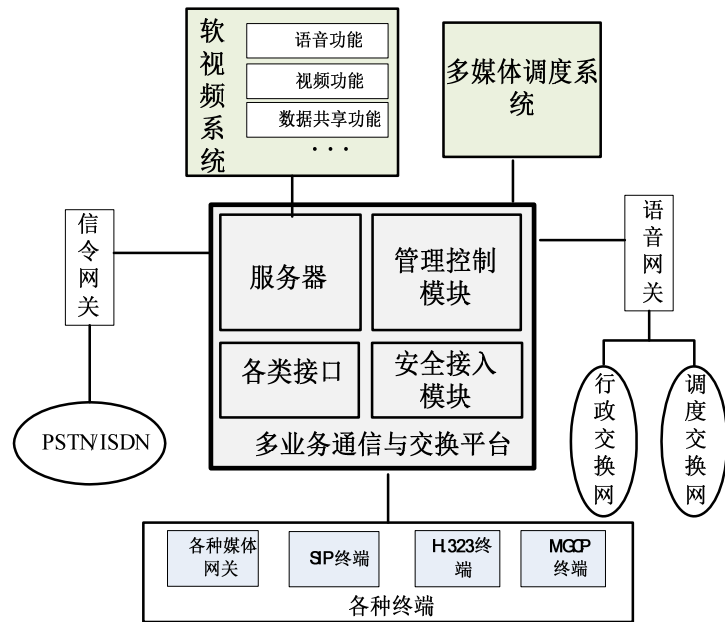 软视频系统
语音功能
视频功能
数据共享功能
···
多媒体调度系
统
信令网关
服务器
管理控制
模块
语音网关
各类接口
安全接入
模块
多业务通信与交换平台
PSTN/ISDN
行政交换网
调度交换网
各种媒体
网关
SIP终端
H.323终
端
MGCP
终端
各种终端